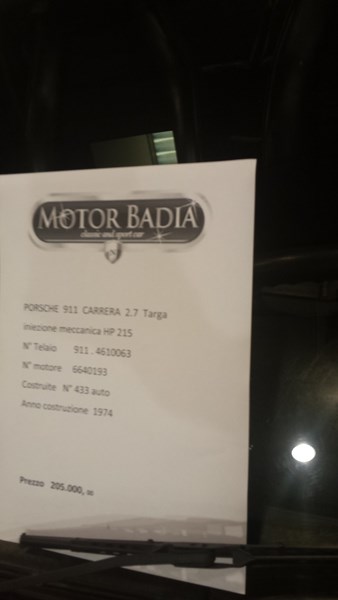 MOTOR BADIA
classic and sport car
PORSCHE 911 CARRERA 2.7 Targa
iniezione meccanica HP 215
N° Telaio 911.4610063
N° motore 6640193
Costruite N° 433 auto
Anno costruzione 1974
Prezzo 205.000, 00